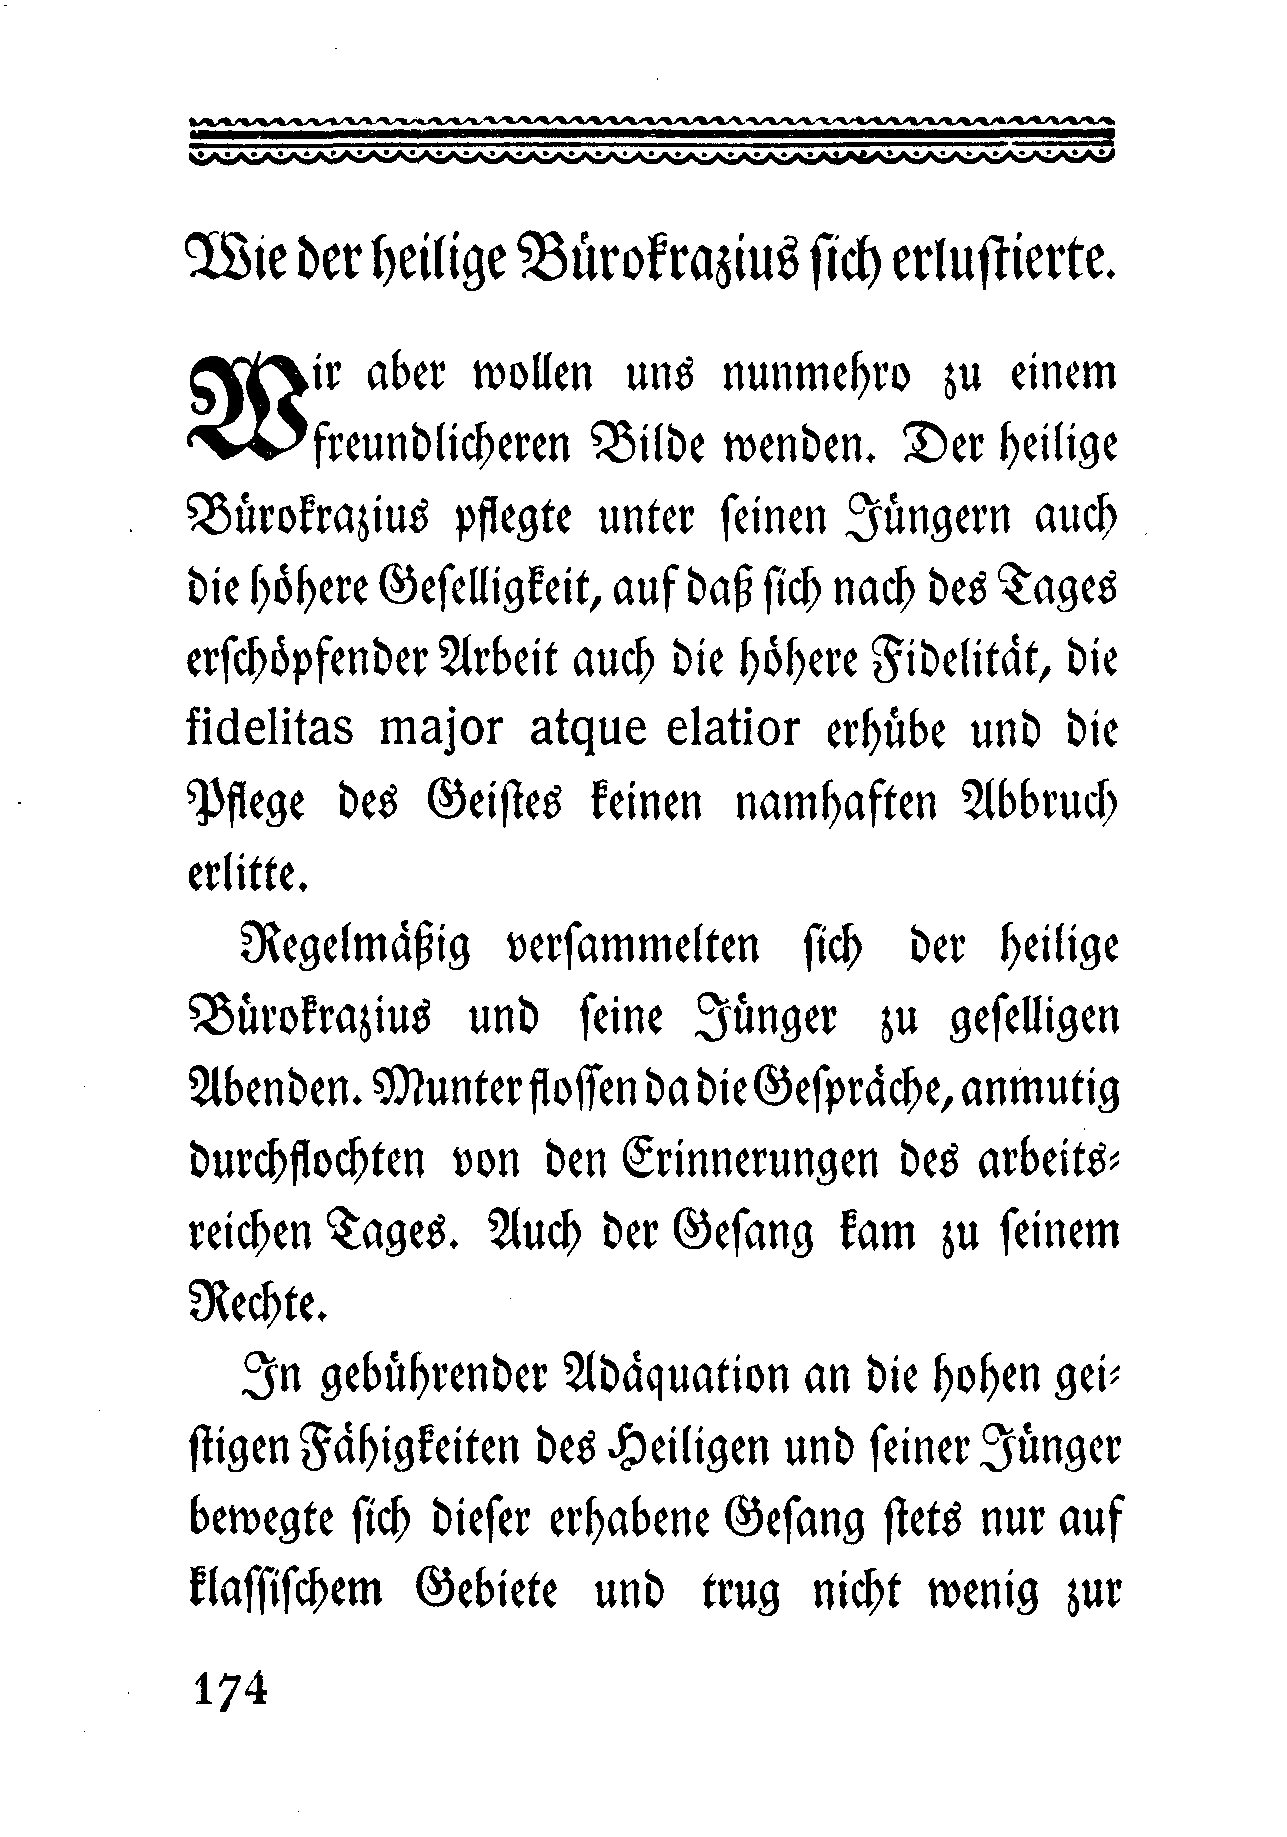 Wie der heilige Bürokrazius ſich erluſtierte.
Wir aber wollen uns nunmehro zu einem
freundlicheren Bilde wenden. Der heilige
Bürokrazius pflegte unter ſeinen Jüngern auch
die höhere Geſelligkeit, auf daß ſich nach des Tages
erſchöpfender Arbeit auch die höhere Fidelität, die
fidelitas major atque elatior erhübe und die
Pflege des Geiſtes keinen namhaften Abbruch
erlitte.
Regelmäßig verſammelten ſich der heilige
Bürokrazius und ſeine Jünger zu geſelligen
Abenden. Munter floſſen da die Geſpräche, anmutig
durchflochten von den Erinnerungen des arbeits⸗
reichen Tages. Auch der Geſang kam zu ſeinem
Rechte.
In gebührender Adäquation an die hohen gei⸗
ſtigen Fähigkeiten des Heiligen und ſeiner Jünger
bewegte ſich dieſer erhabene Geſang ſtets nur auf
klaſſiſchem Gebiete und trug nicht wenig zur
174